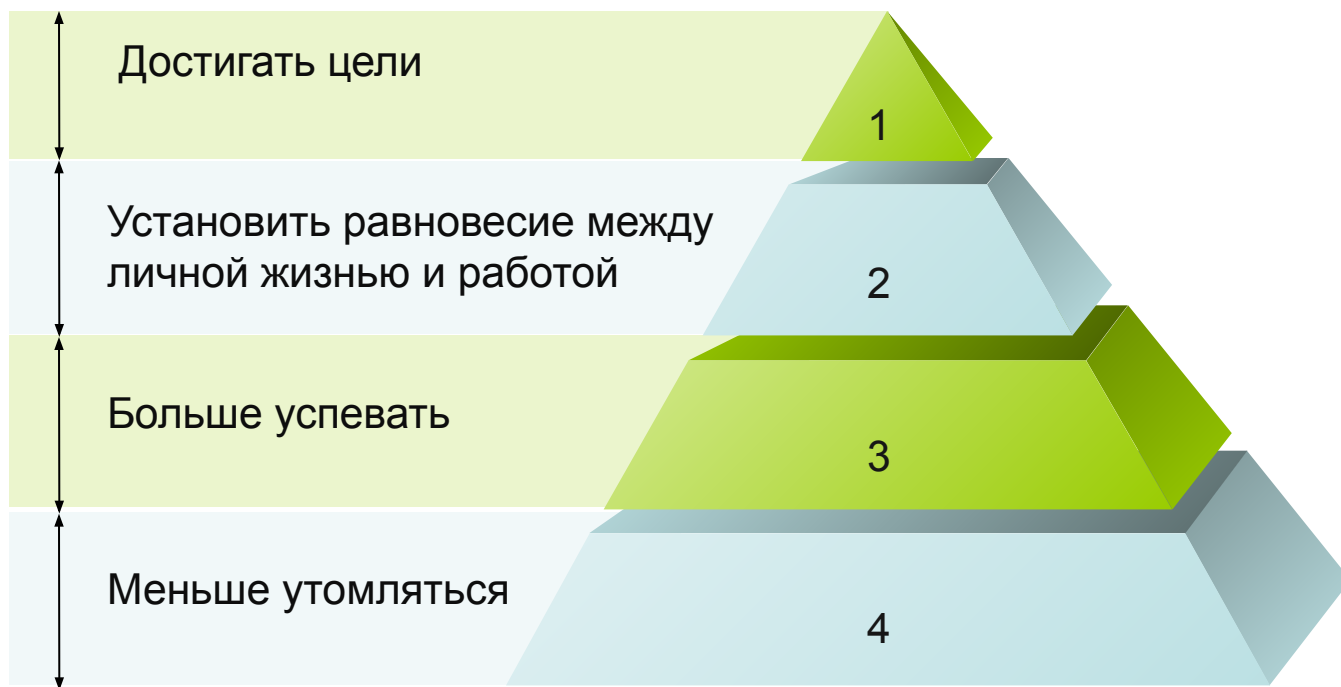 Достигать цели
1
Установить равновесие между
личной жизнью и работой
2
Больше успевать
3
Меньше утомляться
4